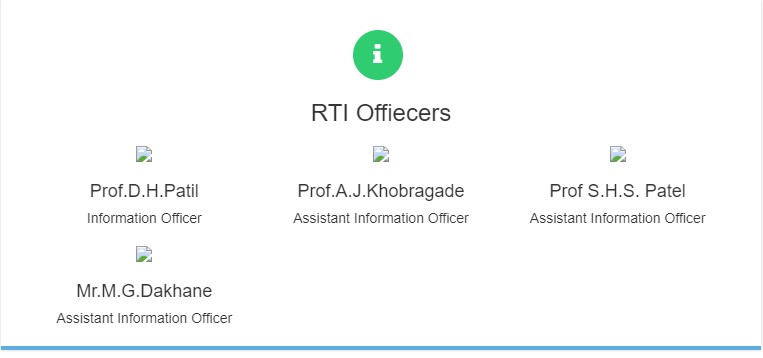 RTI Offiecers
Prof.D.H.Patil
Information Officer
Prof.A.J.Khobragade
Assistant Information Officer
Prof S.H.S. Patel
Assistant Information Officer
Mr.M.G.Dakhane
Assistant Information Officer